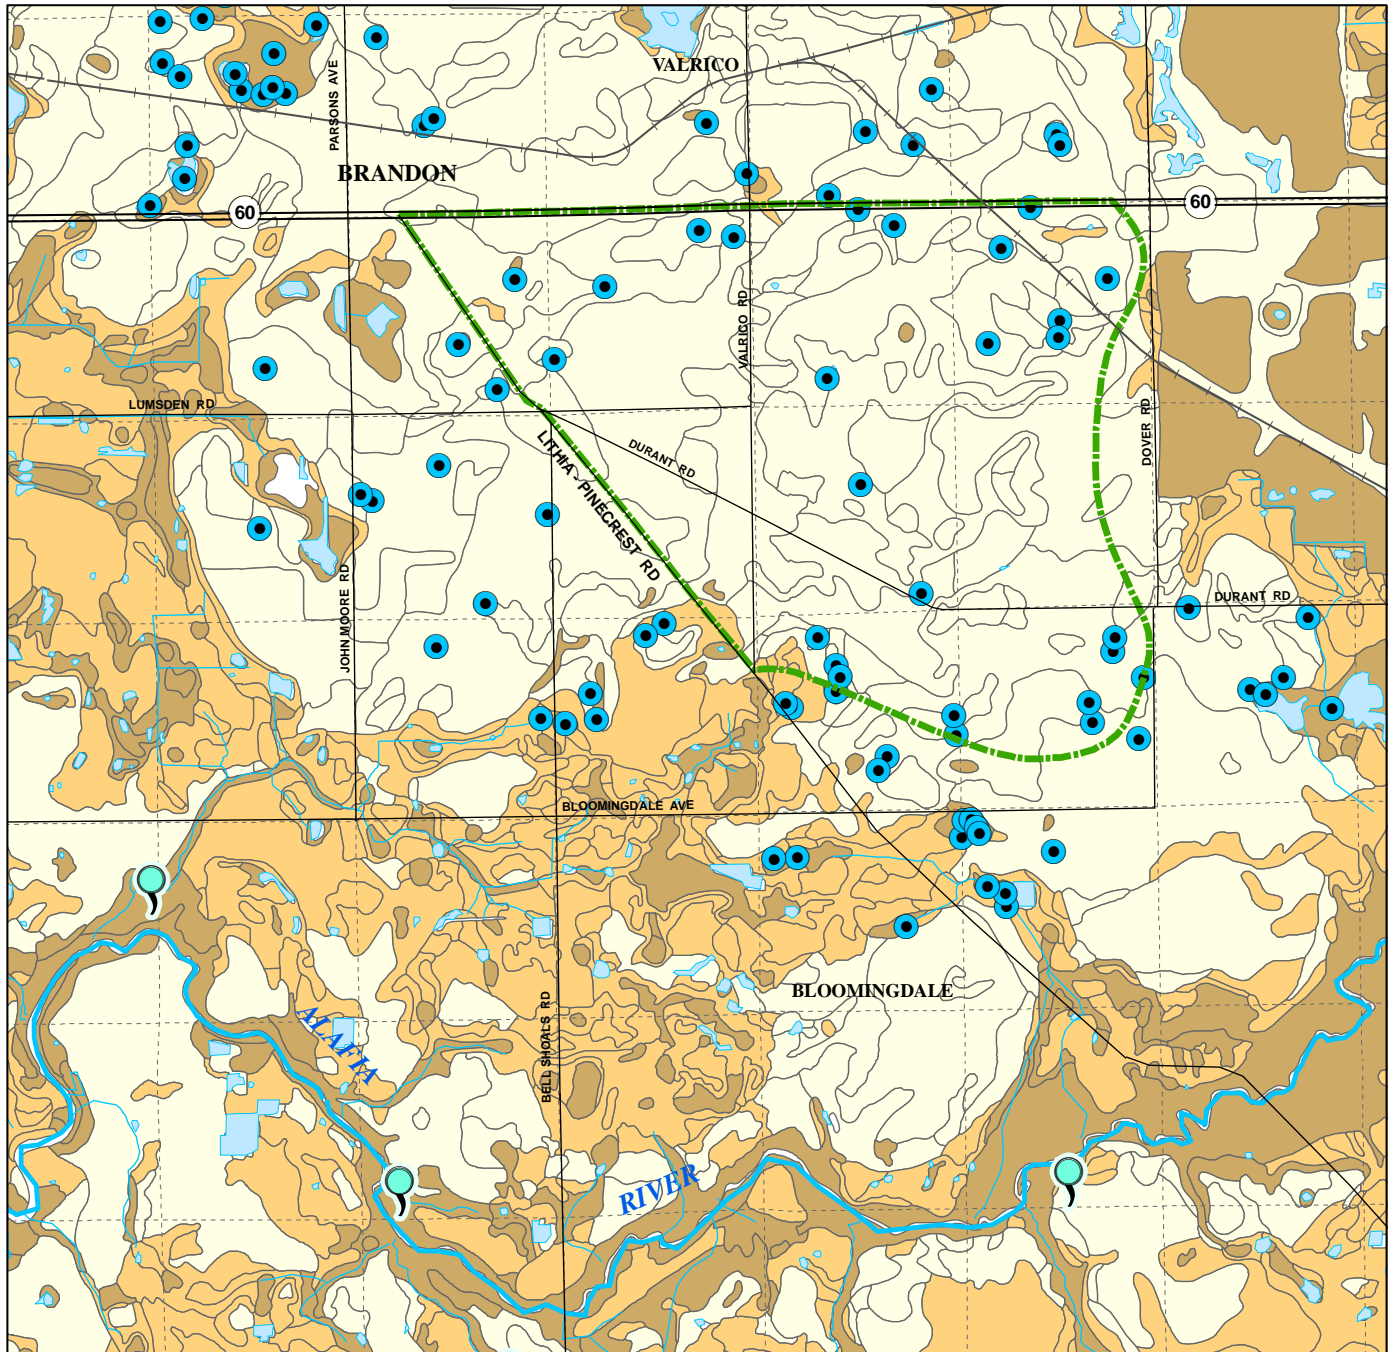 VALRICO
PARSONS AVE
BRANDON
60
60
VALRICO RD
LUMSDEN RD
DURANT RD
DOVER RD
LITHIA - PINECREST RD
JOHN MOORE RD
DURANT RD
BLOOMINGDALE AVE
BLOOMINGDALE
BELL SHOALS RD
ALAFIA
RIVER